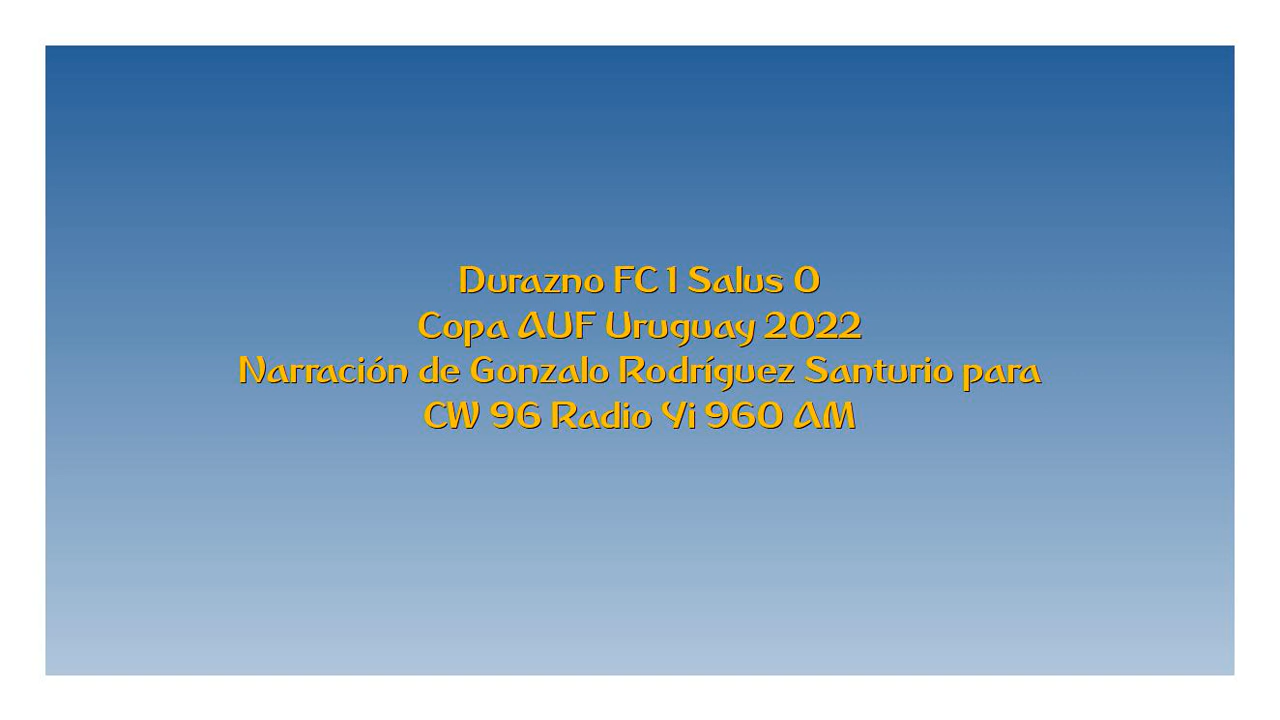 Durazno FC 1 Salus 0
Copa AUF Uruguay 2022
Narración de Gonzalo Rodríguez Santurio para
CW 96 Radio Yi 960 AM